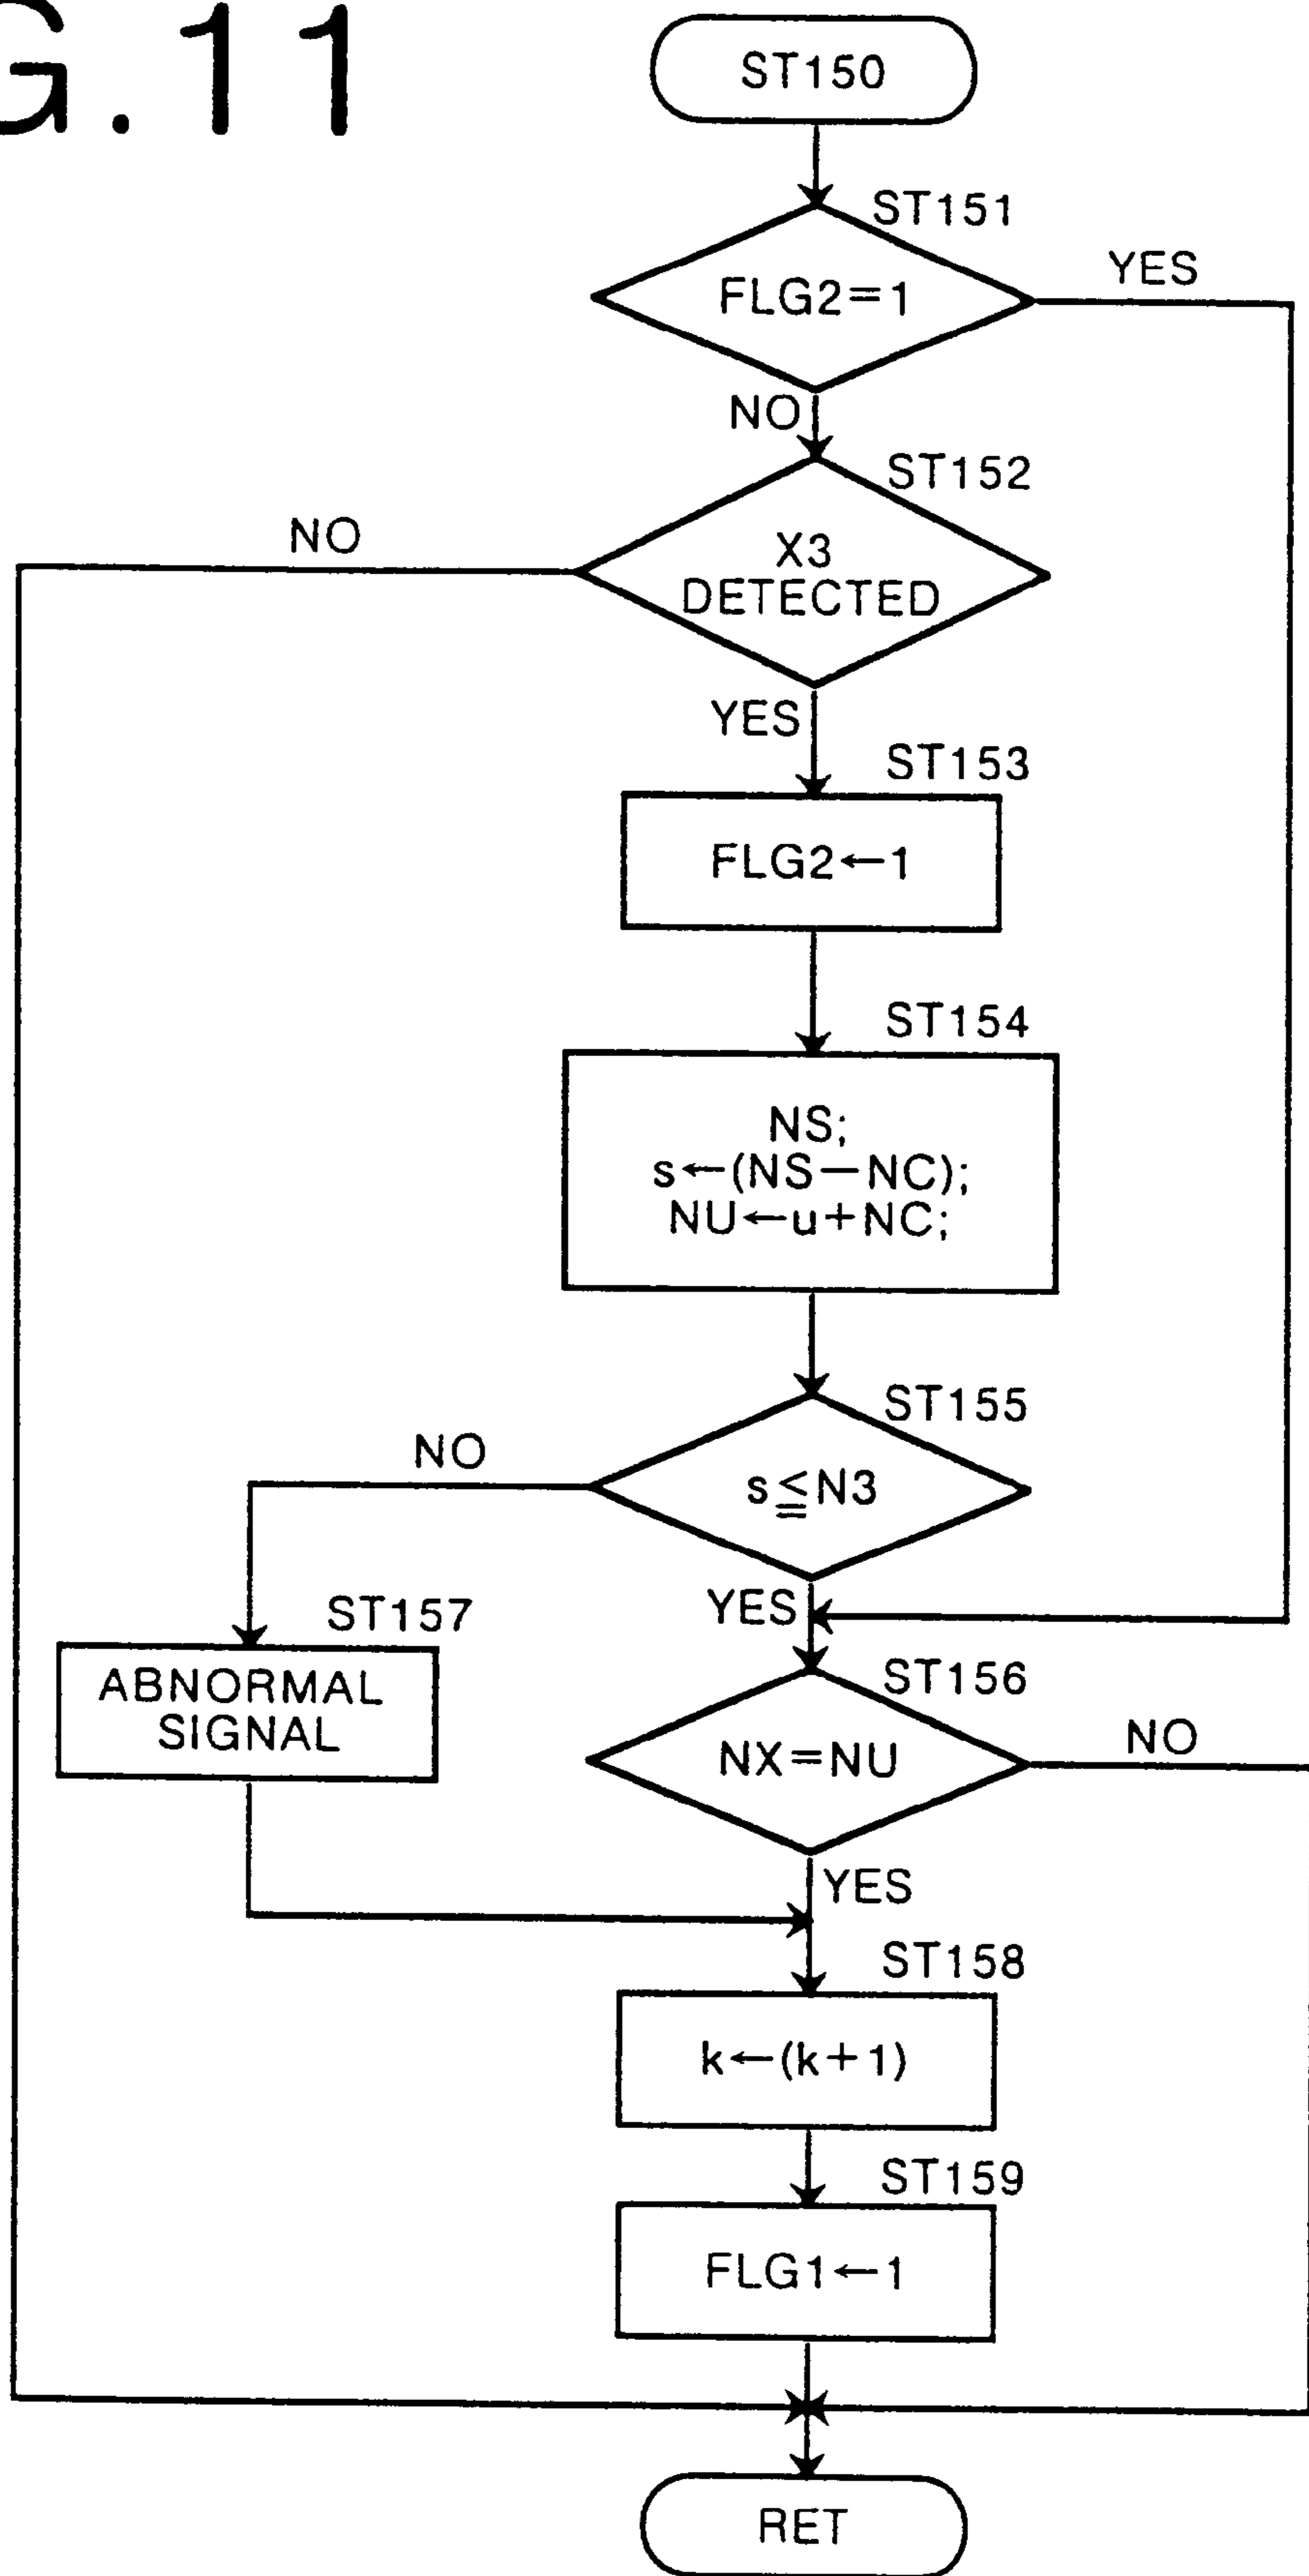 G.11
ST150
ST151
FLG2=1
YES
NO
ST152
X3
DETECTED
NO
YES
ST153
FLG2←1
ST154
NS;
s←(NS−NC);
NU←u+NC;
ST155
s≦N3
NO
YES
ST157
ABNORMAL
SIGNAL
ST156
NX=NU
NO
YES
ST158
k←(k+1)
ST159
FLG1←1
RET